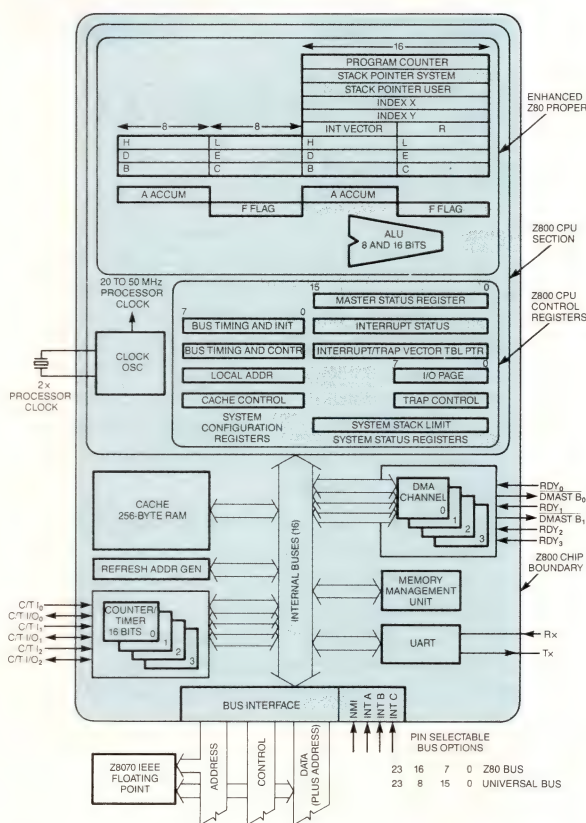 16
PROGRAM COUNTER
STACK POINTER SYSTEM
STACK POINTER USER
INDEX X
INDEX Y
8 8 INT VECTOR R
H L H L
D E D E
B C B C
A ACCUM A ACCUM
F FLAG F FLAG
ALU
8 AND 16 BITS
ENHANCED
Z80 PROPER
Z800 CPU
SECTION
Z800 CPU
CONTROL
REGISTERS
20 TO 50 MHz
PROCESSOR
CLOCK
CLOCK
OSC
2×
PROCESSOR
CLOCK
15 0
MASTER STATUS REGISTER
7 0
BUS TIMING AND INIT INTERRUPT STATUS
BUS TIMING AND CONTR INTERRUPT/TRAP VECTOR TBL PTR
7 0
LOCAL ADDR I/O PAGE
CACHE CONTROL TRAP CONTROL
SYSTEM
CONFIGURATION
REGISTERS
SYSTEM STACK LIMIT
SYSTEM STATUS REGISTERS
CACHE
256-BYTE RAM
REFRESH ADDR GEN
C/T I₀
C/T I/O₀
C/T I₁
C/T I/O₁
C/T I₂
C/T I/O₂
COUNTER/
TIMER
16 BITS 0
1
2
3
INTERNAL BUSES (16)
DMA
CHANNEL
0
1
2
3
RDY₀
DMAST B₀
RDY₁
DMAST B₁
RDY₂
RDY₃
Z800 CHIP
BOUNDARY
MEMORY
MANAGEMENT
UNIT
UART
Rx
Tx
BUS INTERFACE
NMI
INT A
INT B
INT C
Z8070 IEEE
FLOATING
POINT
ADDRESS
CONTROL
DATA
(PLUS ADDRESS)
PIN SELECTABLE
BUS OPTIONS
23 16 7 0 Z80 BUS
23 8 15 0 UNIVERSAL BUS